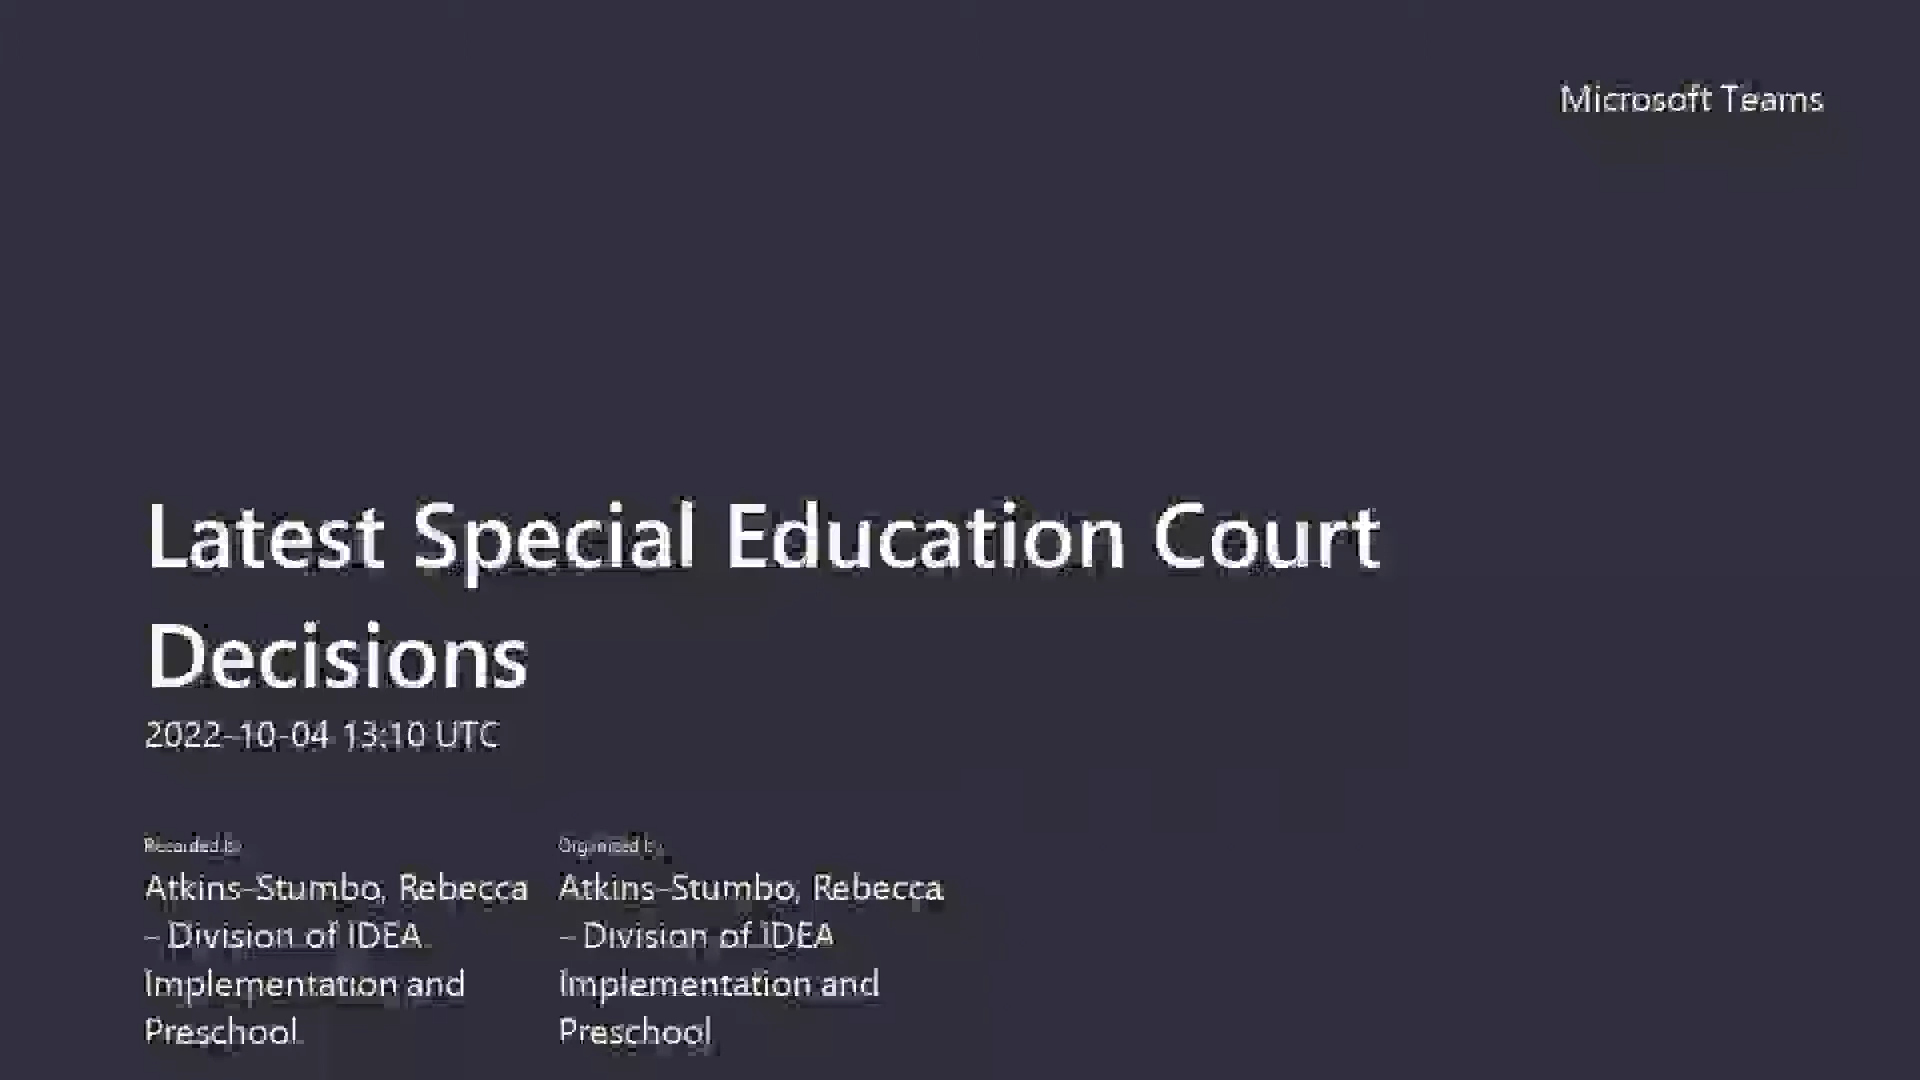 Microsoft Teams
Latest Special Education Court
Decisions
2022-10-04 13:10 UTC
Recorded by
Organized by
Atkins-Stumbo, Rebecca
- Division of IDEA
Implementation and
Preschool
Atkins-Stumbo, Rebecca
- Division of IDEA
Implementation and
Preschool